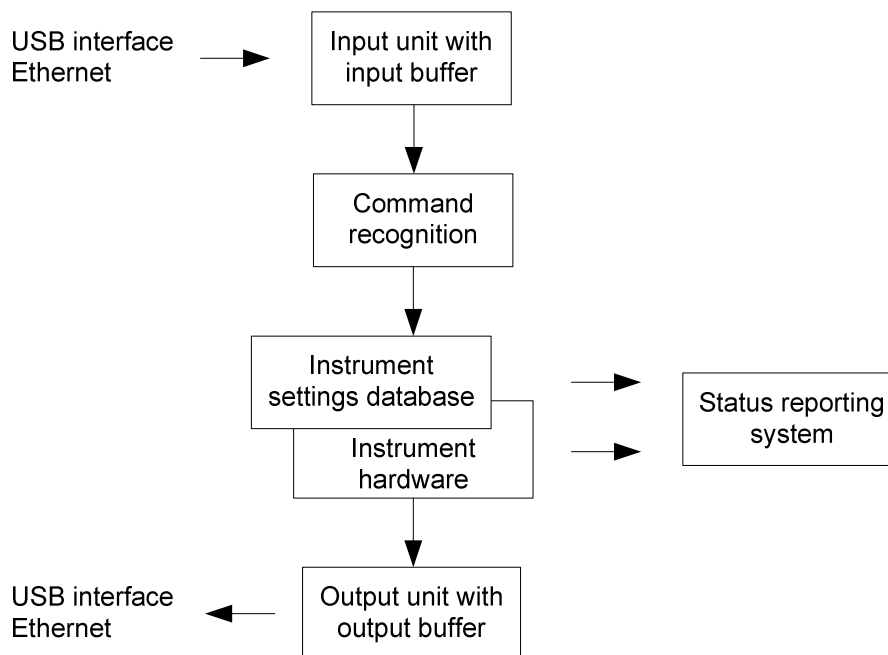 USB interface
Ethernet
Input unit with
input buffer
Command
recognition
Instrument
settings database
Instrument
hardware
Status reporting
system
USB interface
Ethernet
Output unit with
output buffer